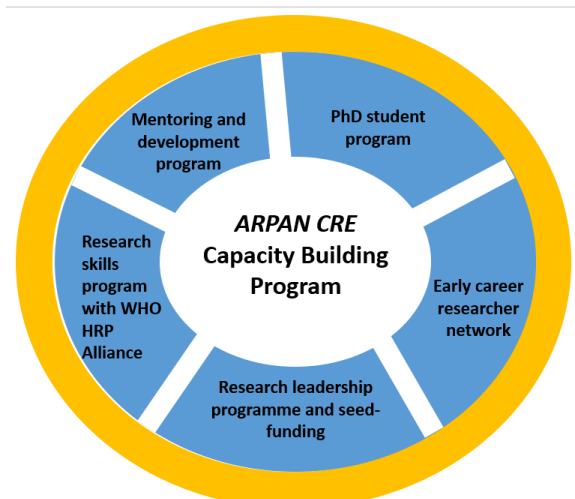 Mentoring and
development
program
PhD student
program
ARPAN CRE
Capacity Building
Program
Research
skills
program
with WHO
HRP
Alliance
Early career
researcher
network
Research leadership
programme and seed-
funding